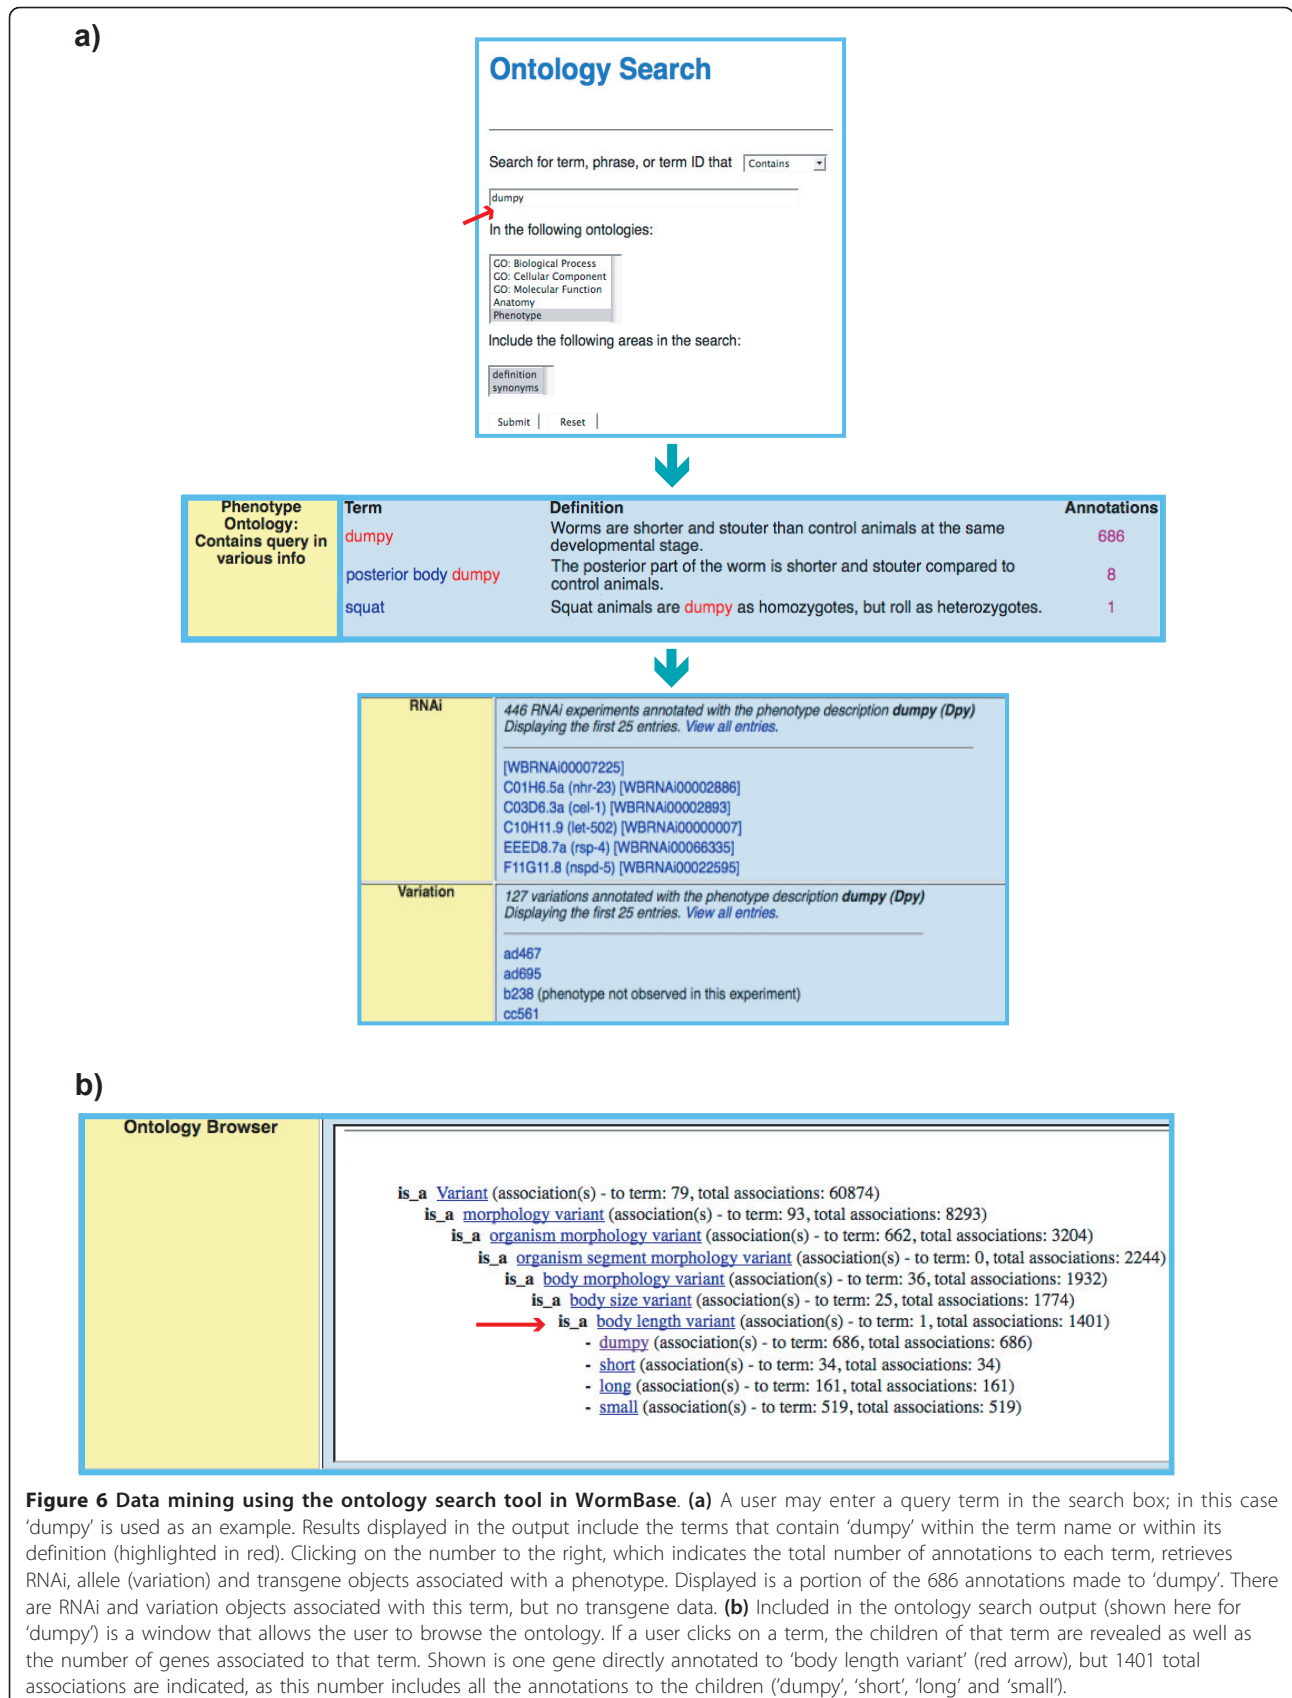 a)
Ontology Search
Search for term, phrase, or term ID that Contains
dumpy
In the following ontologies:
GO: Biological Process
GO: Cellular Component
GO: Molecular Function
Anatomy
Phenotype
Include the following areas in the search:
definition
synonyms
Submit Reset
Phenotype Ontology: Contains query in various info
Term Definition Annotations
dumpy Worms are shorter and stouter than control animals at the same developmental stage. 686
posterior body dumpy The posterior part of the worm is shorter and stouter compared to control animals. 8
squat Squat animals are dumpy as homozygotes, but roll as heterozygotes. 1
RNAi
446 RNAi experiments annotated with the phenotype description dumpy (Dpy)
Displaying the first 25 entries. View all entries.
[WBRNAi00007225]
C01H6.5a (nhr-23) [WBRNAi00002886]
C03D6.3a (cel-1) [WBRNAi00002893]
C10H11.9 (let-502) [WBRNAi00000007]
EEED8.7a (rsp-4) [WBRNAi00066335]
F11G11.8 (nspd-5) [WBRNAi00022595]
Variation
127 variations annotated with the phenotype description dumpy (Dpy)
Displaying the first 25 entries. View all entries.
ad467
ad695
b238 (phenotype not observed in this experiment)
cc561
b)
Ontology Browser
is_a Variant (association(s) - to term: 79, total associations: 60874)
is_a morphology variant (association(s) - to term: 93, total associations: 8293)
is_a organism morphology variant (association(s) - to term: 662, total associations: 3204)
is_a organism segment morphology variant (association(s) - to term: 0, total associations: 2244)
is_a body morphology variant (association(s) - to term: 36, total associations: 1932)
is_a body size variant (association(s) - to term: 25, total associations: 1774)
is_a body length variant (association(s) - to term: 1, total associations: 1401)
- dumpy (association(s) - to term: 686, total associations: 686)
- short (association(s) - to term: 34, total associations: 34)
- long (association(s) - to term: 161, total associations: 161)
- small (association(s) - to term: 519, total associations: 519)
Figure 6 Data mining using the ontology search tool in WormBase. (a) A user may enter a query term in the search box; in this case
'dumpy' is used as an example. Results displayed in the output include the terms that contain 'dumpy' within the term name or within its
definition (highlighted in red). Clicking on the number to the right, which indicates the total number of annotations to each term, retrieves
RNAi, allele (variation) and transgene objects associated with a phenotype. Displayed is a portion of the 686 annotations made to 'dumpy'. There
are RNAi and variation objects associated with this term, but no transgene data. (b) Included in the ontology search output (shown here for
'dumpy') is a window that allows the user to browse the ontology. If a user clicks on a term, the children of that term are revealed as well as
the number of genes associated to that term. Shown is one gene directly annotated to 'body length variant' (red arrow), but 1401 total
associations are indicated, as this number includes all the annotations to the children ('dumpy', 'short', 'long' and 'small').